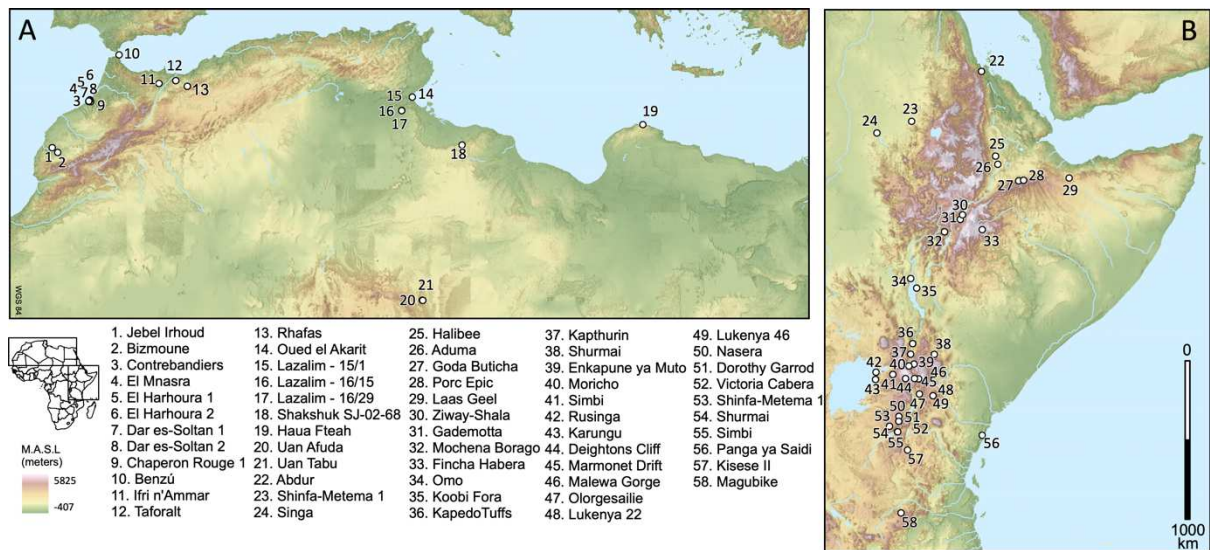 A
10
12
11
13
6
5
4
7
8
3
9
1
2
15
14
16
17
18
19
21
20
WGS 84
B
22
23
24
25
26
27
28
29
30
31
32
33
34
35
36
37
38
42
40
39
41
46
43
44
45
48
47
49
50
53
51
52
54
55
56
57
58
0
1000
km
M.A.S.L
(meters)
5825
-407
1. Jebel Irhoud
2. Bizmoune
3. Contrebandiers
4. El Mnasra
5. El Harhoura 1
6. El Harhoura 2
7. Dar es-Soltan 1
8. Dar es-Soltan 2
9. Chaperon Rouge 1
10. Benzú
11. Ifri n'Ammar
12. Taforalt
13. Rhafas
14. Oued el Akarit
15. Lazalim - 15/1
16. Lazalim - 16/15
17. Lazalim - 16/29
18. Shakshuk SJ-02-68
19. Haua Fteah
20. Uan Afuda
21. Uan Tabu
22. Abdur
23. Shinfa-Metema 1
24. Singa
25. Halibee
26. Aduma
27. Goda Buticha
28. Porc Epic
29. Laas Geel
30. Ziway-Shala
31. Gademotta
32. Mochena Borago
33. Fincha Habera
34. Omo
35. Koobi Fora
36. KapedoTuffs
37. Kapthurin
38. Shurmai
39. Enkapune ya Muto
40. Moricho
41. Simbi
42. Rusinga
43. Karungu
44. Deightons Cliff
45. Marmonet Drift
46. Malewa Gorge
47. Olorgesailie
48. Lukenya 22
49. Lukenya 46
50. Nasera
51. Dorothy Garrod
52. Victoria Cabera
53. Shinfa-Metema 1
54. Shurmai
55. Simbi
56. Panga ya Saidi
57. Kisese II
58. Magubike